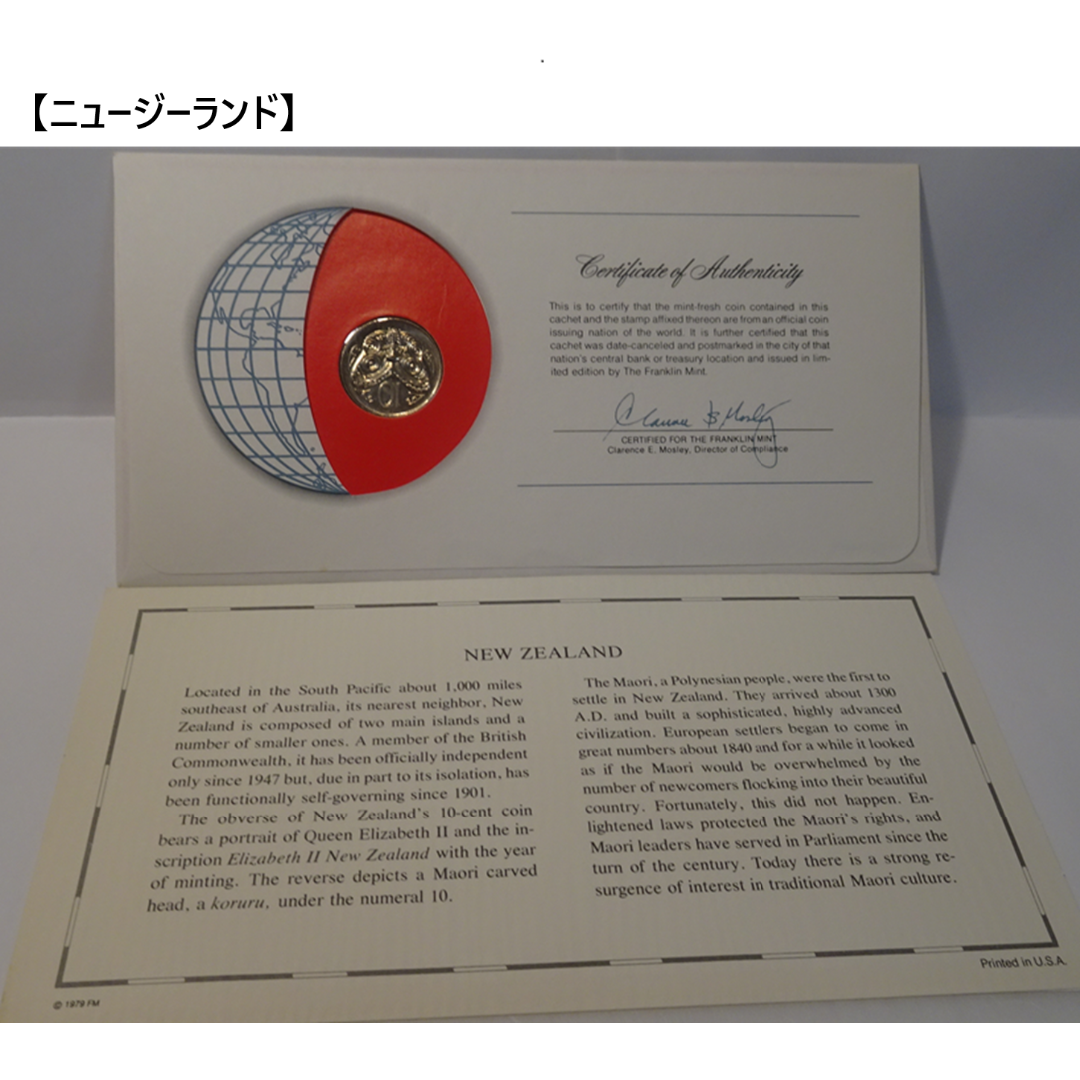 【ニュージーランド】
Certificate of Authenticity
This is to certify that the mint-fresh coin contained in this
cachet and the stamp affixed thereon are from an official coin
issuing nation of the world. It is further certified that this
cachet was date-canceled and postmarked in the city of that
nation's central bank or treasury location and issued in lim-
ited edition by The Franklin Mint.
CERTIFIED FOR THE FRANKLIN MINT
Clarence E. Mosley, Director of Compliance
10
NEW ZEALAND
Located in the South Pacific about 1,000 miles
southeast of Australia, its nearest neighbor, New
Zealand is composed of two main islands and a
number of smaller ones. A member of the British
Commonwealth, it has been officially independent
only since 1947 but, due in part to its isolation, has
been functionally self-governing since 1901.
The obverse of New Zealand's 10-cent coin
bears a portrait of Queen Elizabeth II and the in-
scription Elizabeth II New Zealand with the year
of minting. The reverse depicts a Maori carved
head, a koruru, under the numeral 10.
The Maori, a Polynesian people, were the first to
settle in New Zealand. They arrived about 1300
A.D. and built a sophisticated, highly advanced
civilization. European settlers began to come in
great numbers about 1840 and for a while it looked
as if the Maori would be overwhelmed by the
number of newcomers flocking into their beautiful
country. Fortunately, this did not happen. En-
lightened laws protected the Maori's rights, and
Maori leaders have served in Parliament since the
turn of the century. Today there is a strong re-
surgence of interest in traditional Maori culture.
© 1979 FM
Printed in U.S.A.